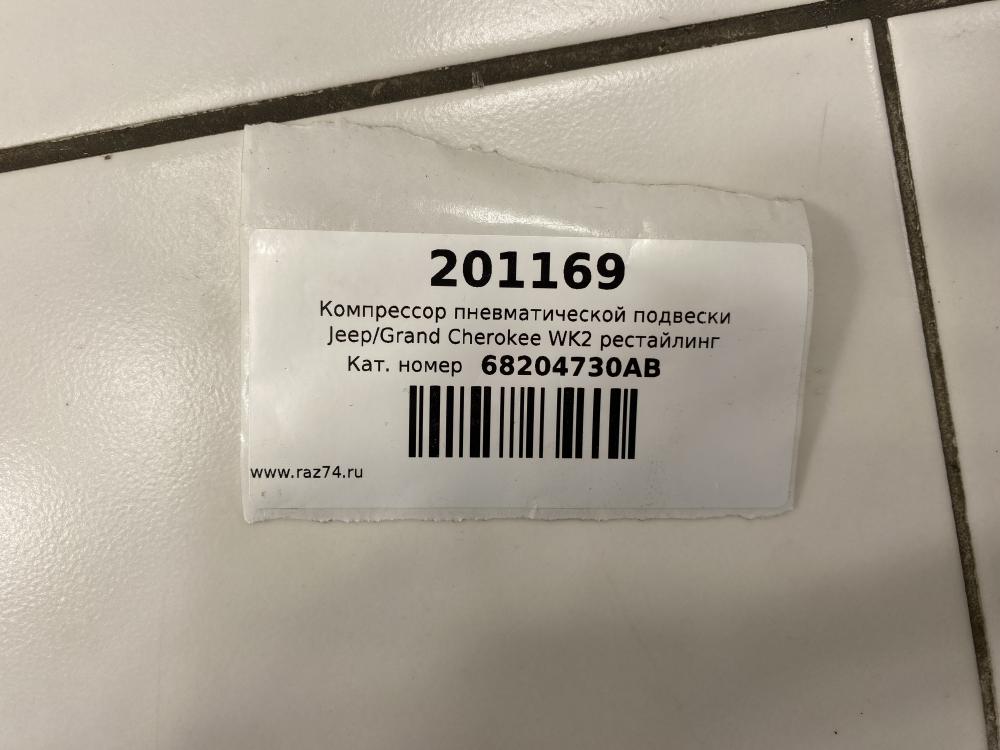 201169
Компрессор пневматической подвески
Jeep/Grand Cherokee WK2 рестайлинг
Кат. номер 68204730AB
www.raz74.ru